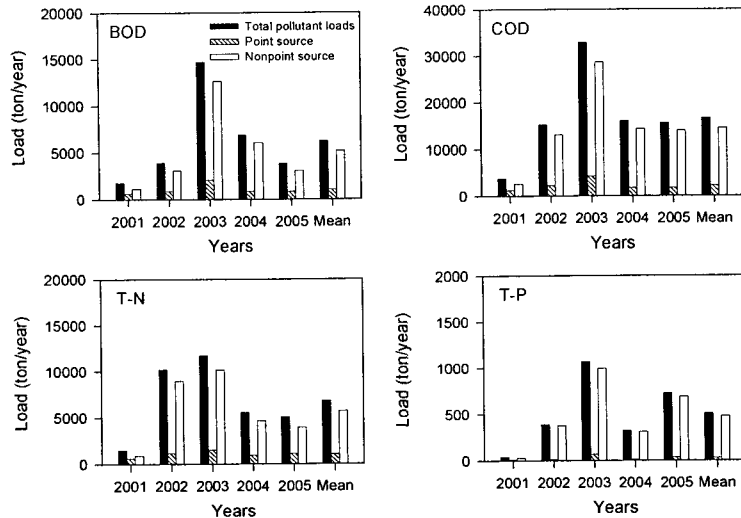 BOD
Total pollutant loads
Point source
Nonpoint source
20000
15000
10000
5000
0
Load (ton/year)
2001 2002 2003 2004 2005 Mean
Years
COD
40000
30000
20000
10000
0
Load (ton/year)
2001 2002 2003 2004 2005 Mean
Years
T-N
20000
15000
10000
5000
0
Load (ton/year)
2001 2002 2003 2004 2005 Mean
Years
T-P
2000
1500
1000
500
0
Load (ton/year)
2001 2002 2003 2004 2005 Mean
Years